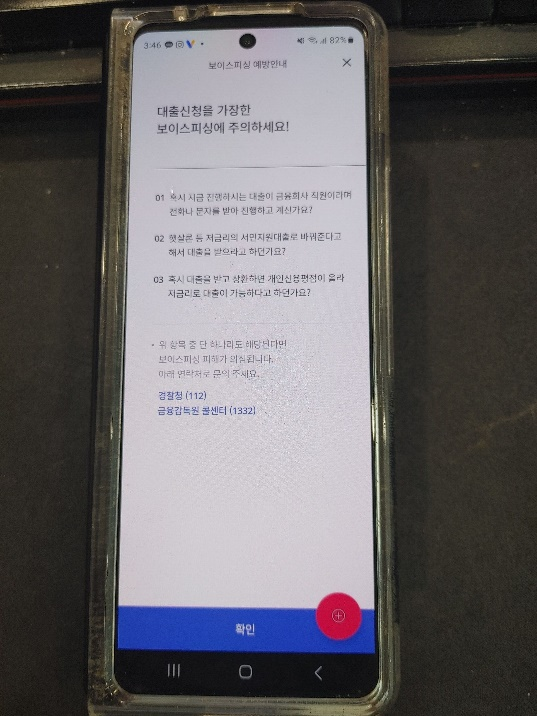 3:46 82%
보이스피싱 예방안내
대출신청을 가장한
보이스피싱에 주의하세요!
01 혹시 지금 진행하시는 대출이 금융회사 직원이라며
전화나 문자를 받아 진행하고 계신가요?
02 햇살론 등 저금리의 서민지원대출로 바꿔준다고
해서 대출을 받으라고 하던가요?
03 혹시 대출을 받고 상환하면 개인신용평점이 올라
저금리로 대출이 가능하다고 하던가요?
• 위 항목 중 단 하나라도 해당된다면
보이스피싱 피해가 의심됩니다.
아래 연락처로 문의 주세요.
경찰청 (112)
금융감독원 콜센터 (1332)
확인